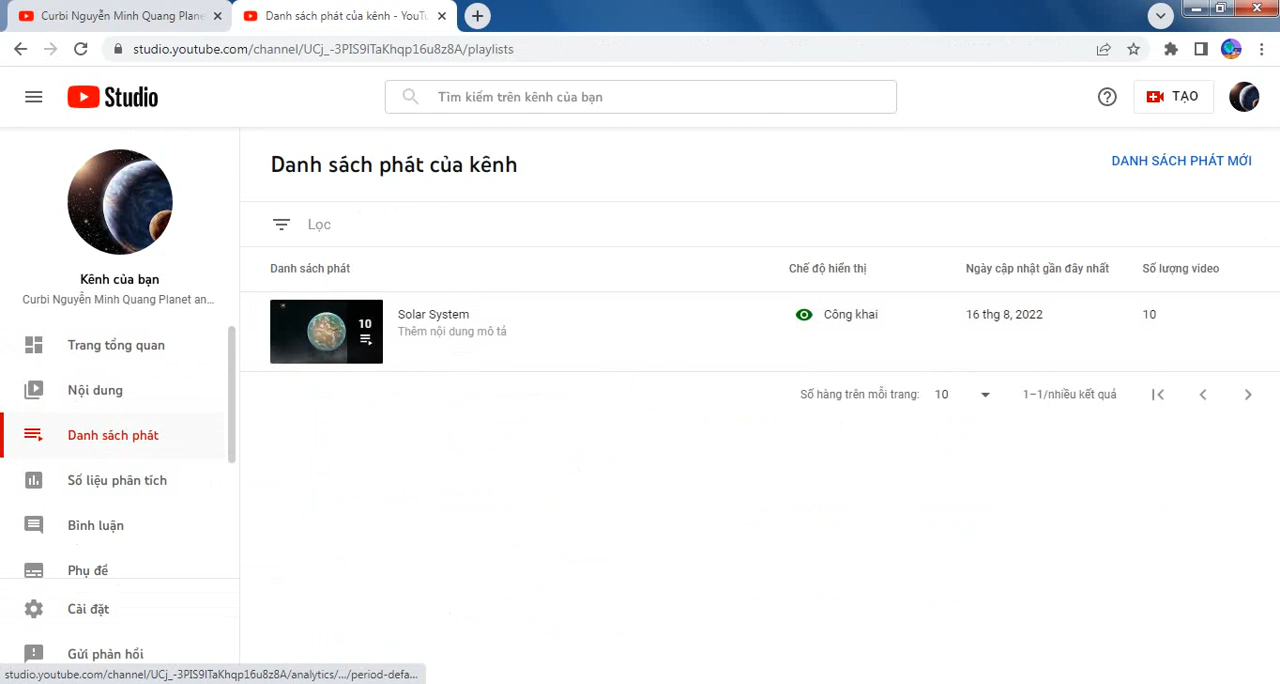 Curbi Nguyễn Minh Quang Plane
Danh sách phát của kênh - YouTu
studio.youtube.com/channel/UCj_-3PIS9ITaKhqp16u8z8A/playlists
Studio
Tìm kiếm trên kênh của bạn
TẠO
Danh sách phát của kênh
DANH SÁCH PHÁT MỚI
Lọc
Danh sách phát
Chế độ hiển thị
Ngày cập nhật gần đây nhất
Số lượng video
10
Solar System
Thêm nội dung mô tả
Công khai
16 thg 8, 2022
10
Số hàng trên mỗi trang:
10
1–1/nhiều kết quả
Kênh của bạn
Curbi Nguyễn Minh Quang Planet an...
Trang tổng quan
Nội dung
Danh sách phát
Số liệu phân tích
Bình luận
Phụ đề
Cài đặt
Gửi phản hồi
studio.youtube.com/channel/UCj_-3PIS9ITaKhqp16u8z8A/analytics/.../period-defa...